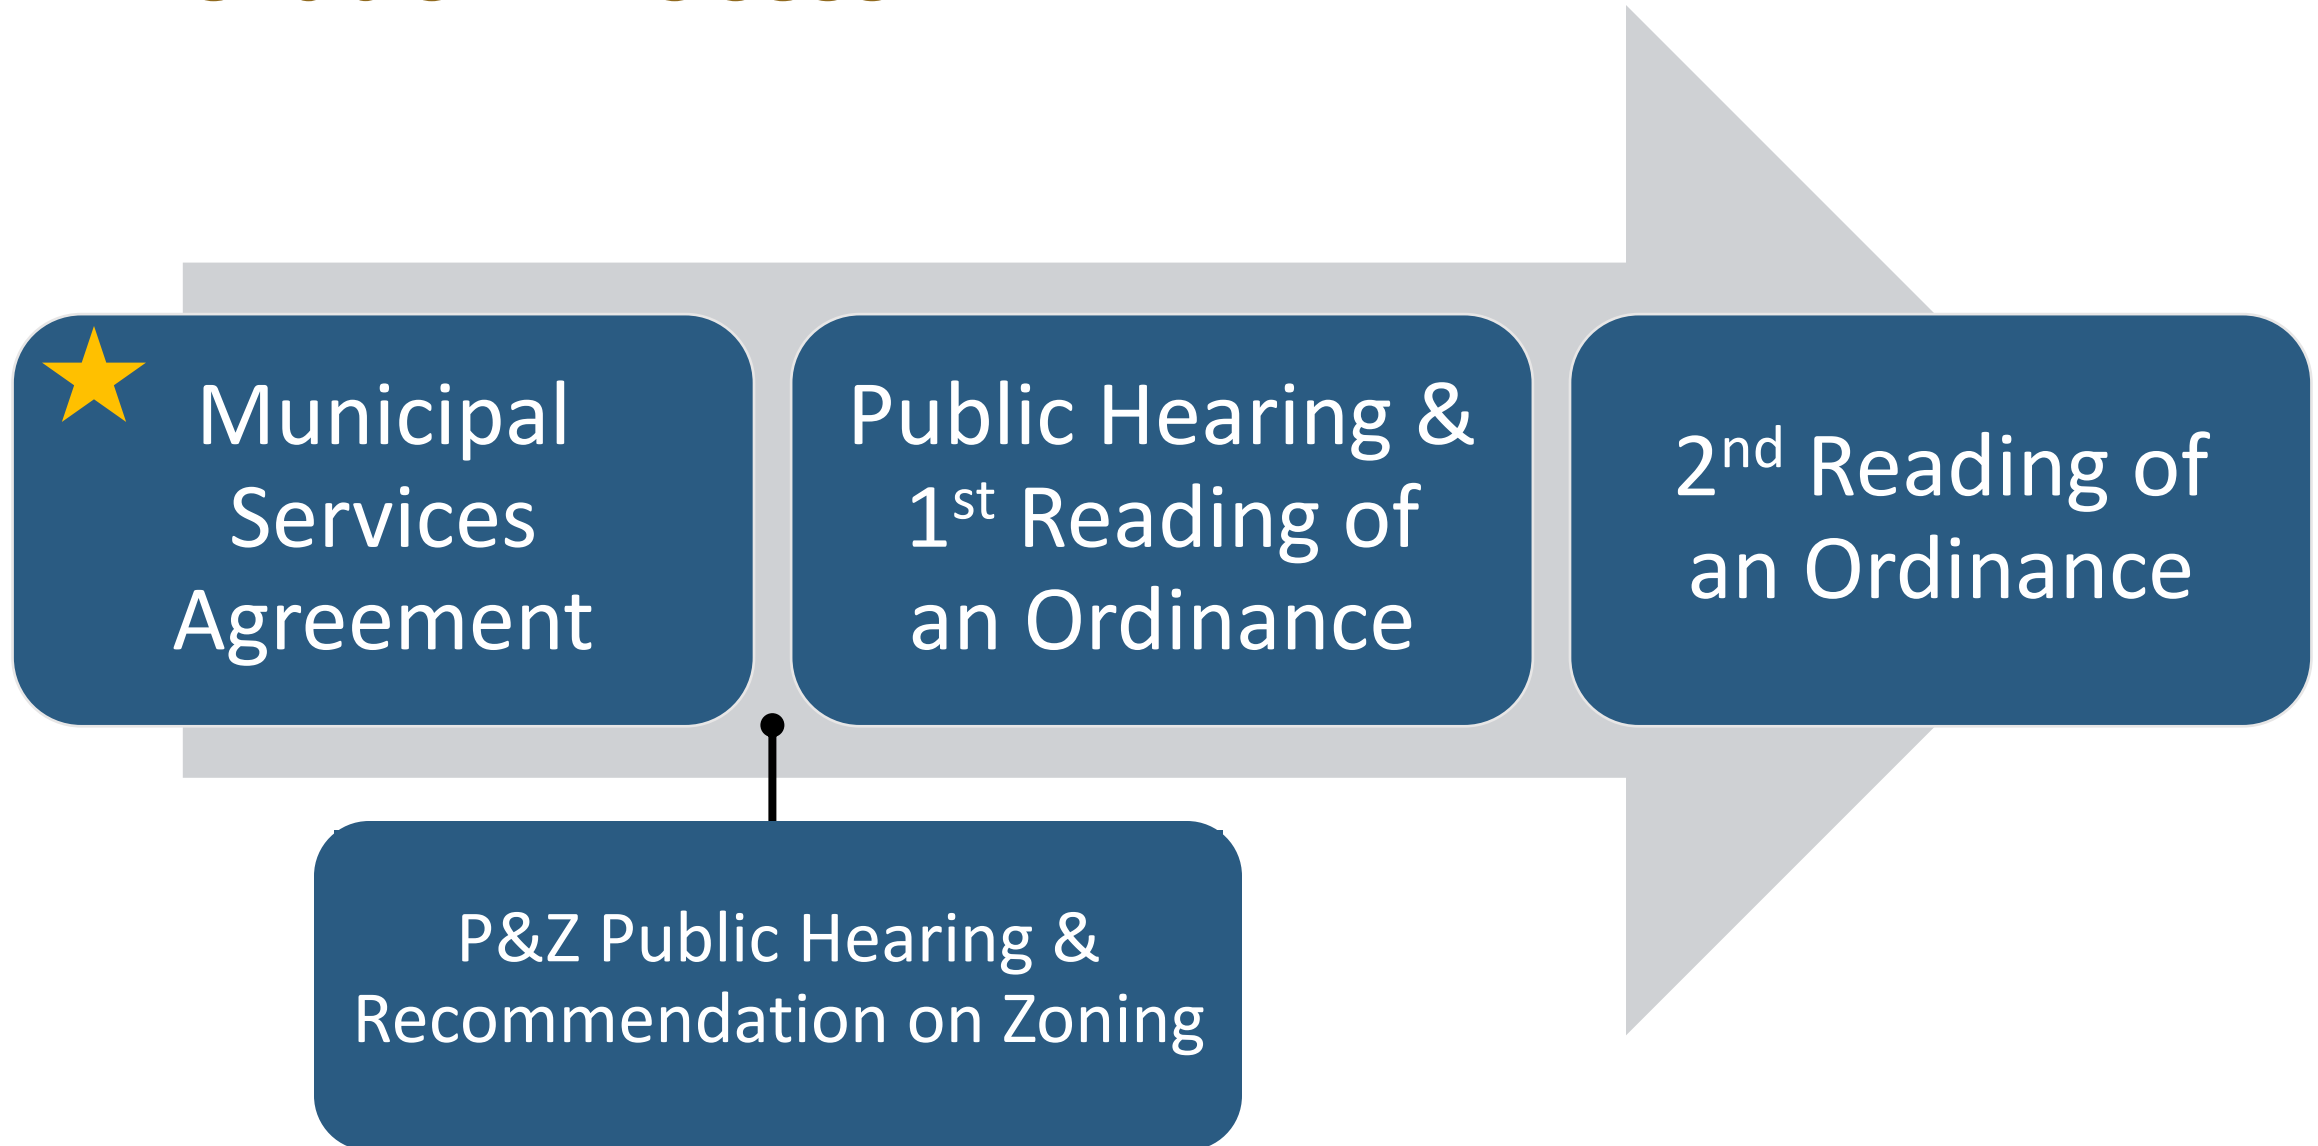 Municipal
Services
Agreement
Public Hearing &
1st Reading of
an Ordinance
2nd Reading of
an Ordinance
P&Z Public Hearing &
Recommendation on Zoning